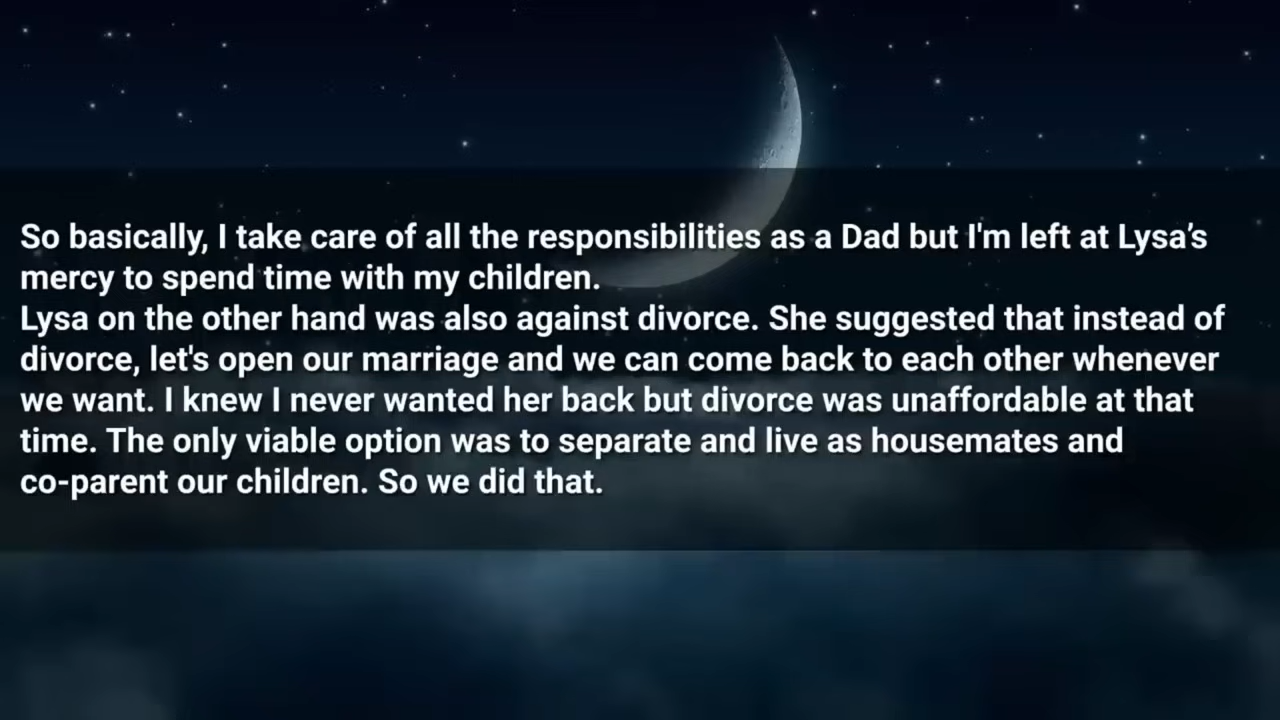 So basically, I take care of all the responsibilities as a Dad but I'm left at Lysa’s
mercy to spend time with my children.
Lysa on the other hand was also against divorce. She suggested that instead of
divorce, let's open our marriage and we can come back to each other whenever
we want. I knew I never wanted her back but divorce was unaffordable at that
time. The only viable option was to separate and live as housemates and
co-parent our children. So we did that.